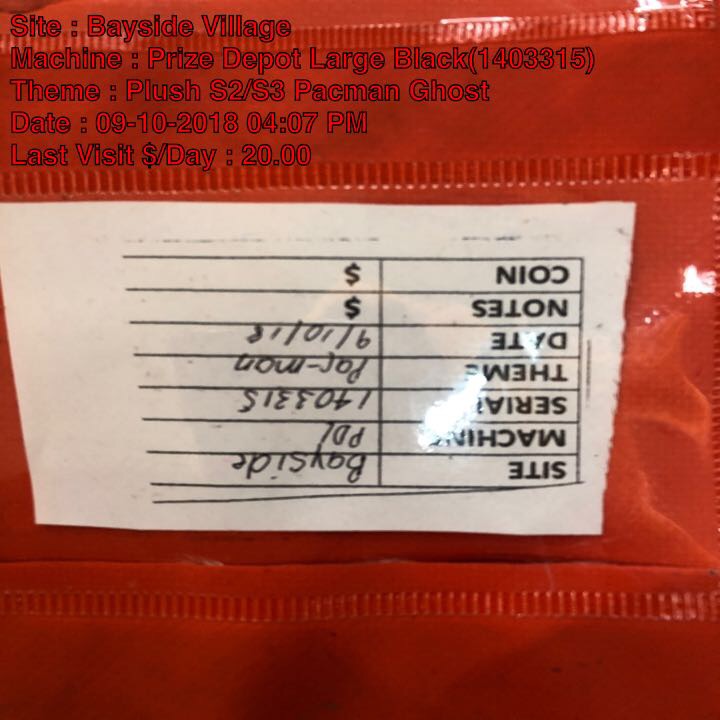 Site : Bayside Village
Machine : Prize Depot Large Black(1403315)
Theme : Plush S2/S3 Pacman Ghost
Date : 09-10-2018 04:07 PM
Last Visit $/Day : 20.00
SITE Bayside
MACHINE PDL
SERIAL 1403315
THEME Pac-man
DATE 9/10/18
NOTES $
COIN $